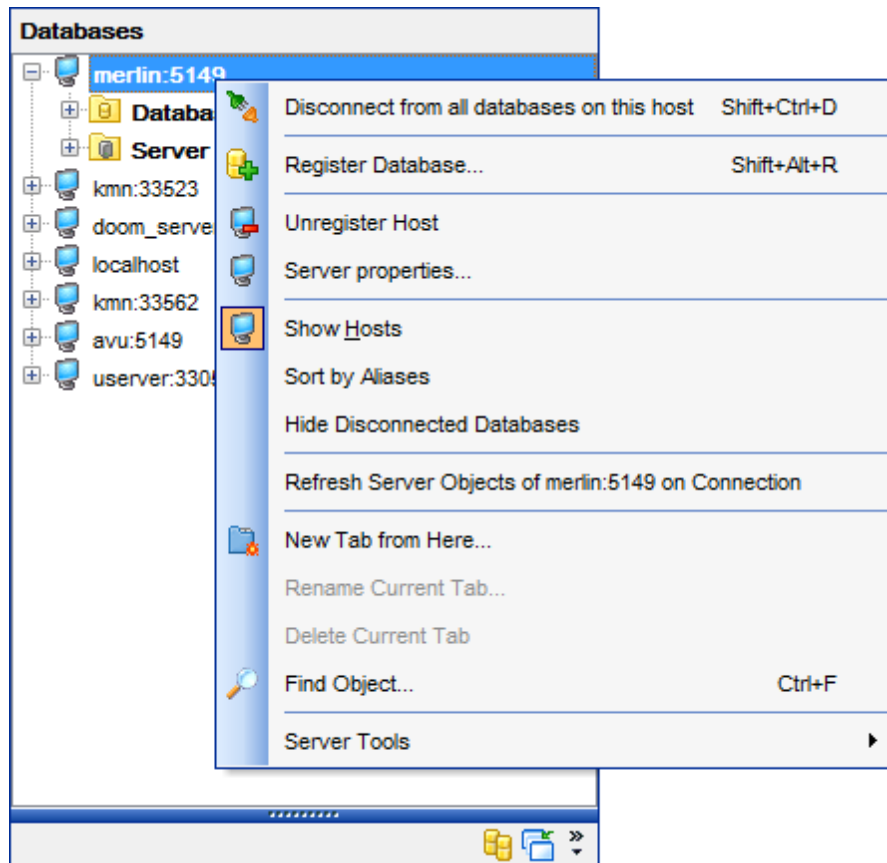 Databases
merlin:5149
Databa
Server
kmn:33523
doom_serve
localhost
kmn:33562
avu:5149
userver:3305
Disconnect from all databases on this host Shift+Ctrl+D
Register Database... Shift+Alt+R
Unregister Host
Server properties...
Show Hosts
Sort by Aliases
Hide Disconnected Databases
Refresh Server Objects of merlin:5149 on Connection
New Tab from Here...
Rename Current Tab...
Delete Current Tab
Find Object... Ctrl+F
Server Tools